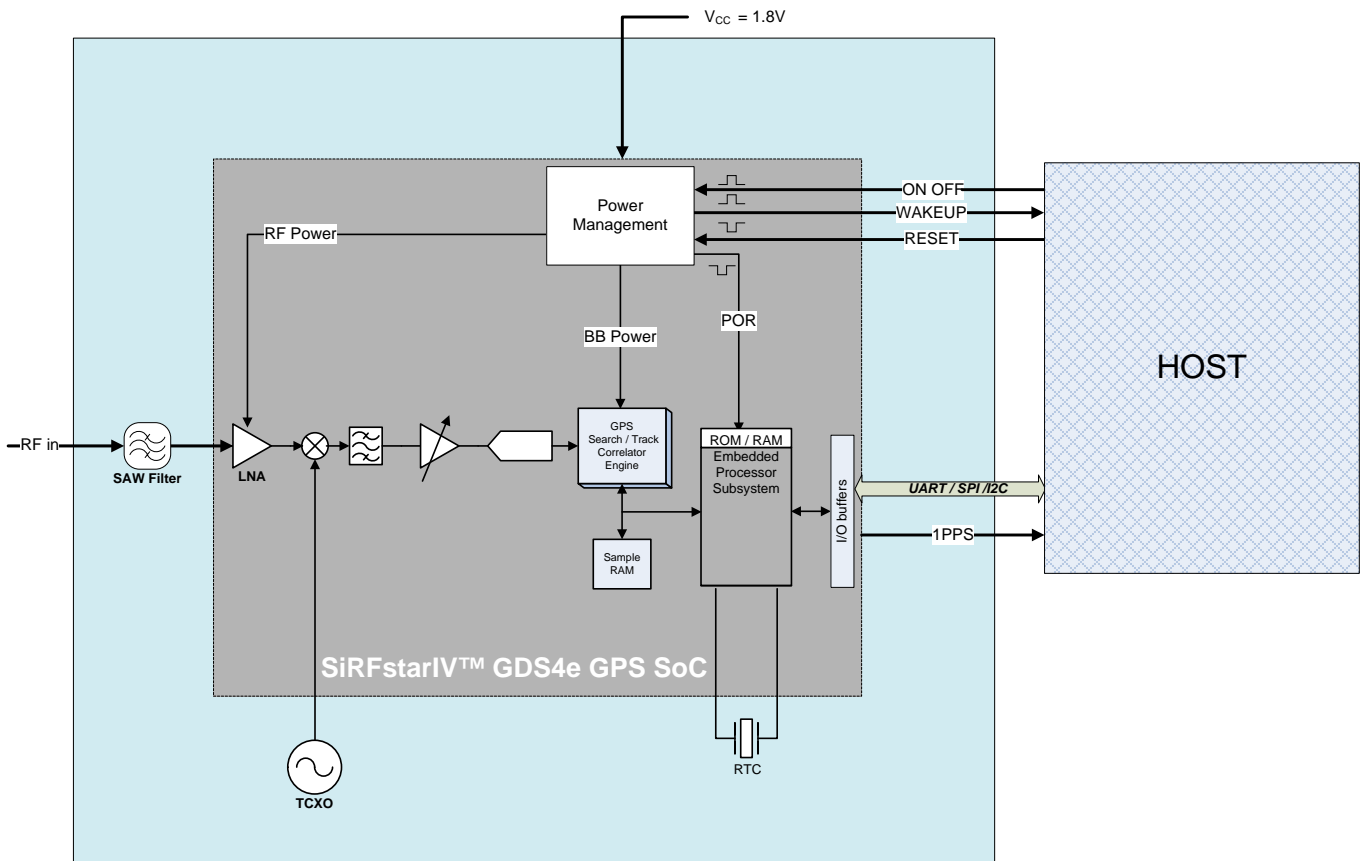 VCC = 1.8V
Power
Management
ON OFF
WAKEUP
RESET
RF Power
BB Power
POR
HOST
RF in
SAW Filter
LNA
GPS
Search / Track
Correlator
Engine
ROM / RAM
Embedded
Processor
Subsystem
I/O buffers
UART / SPI /I2C
1PPS
Sample
RAM
SiRFstarIV™ GDS4e GPS SoC
RTC
TCXO